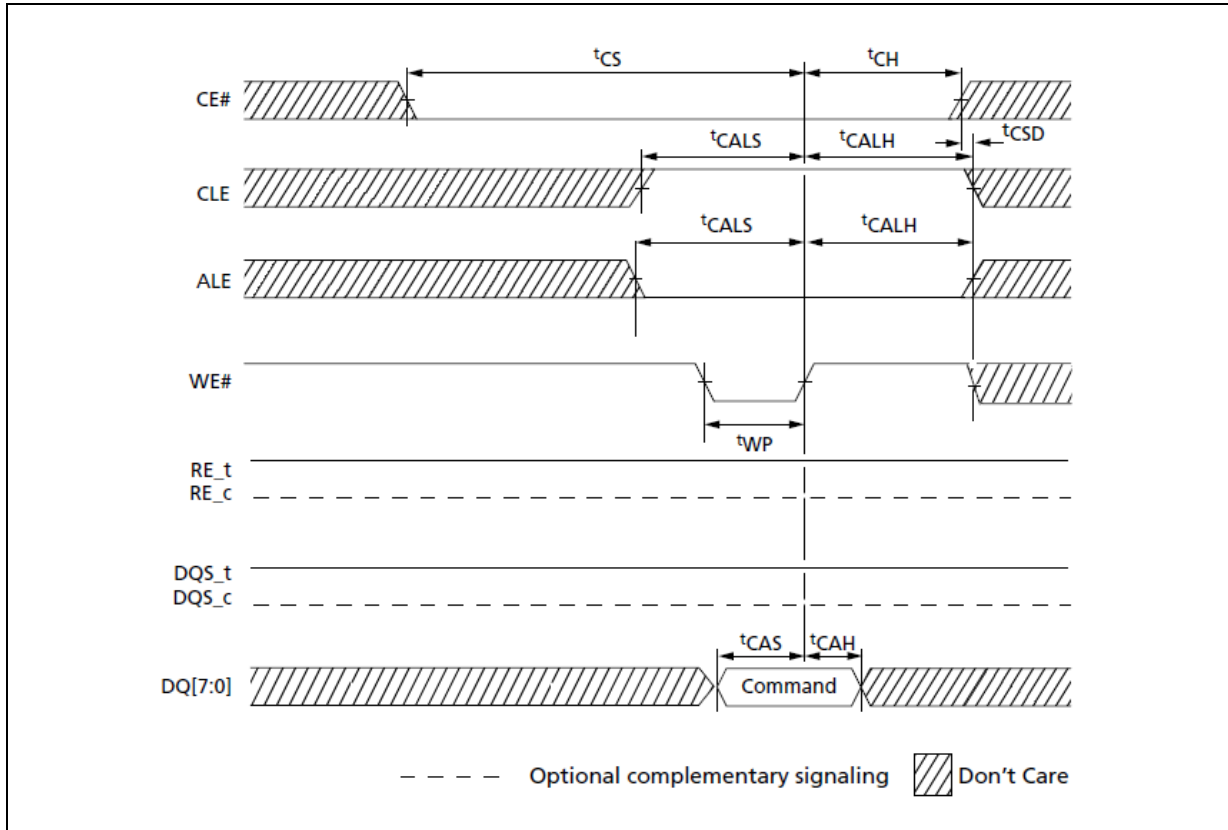 tCS tCH
CE#
tCSD
tCALS tCALH
CLE
tCALS tCALH
ALE
WE#
tWP
RE_t
RE_c
DQS_t
DQS_c
tCAS tCAH
DQ[7:0] Command
Optional complementary signaling Don't Care